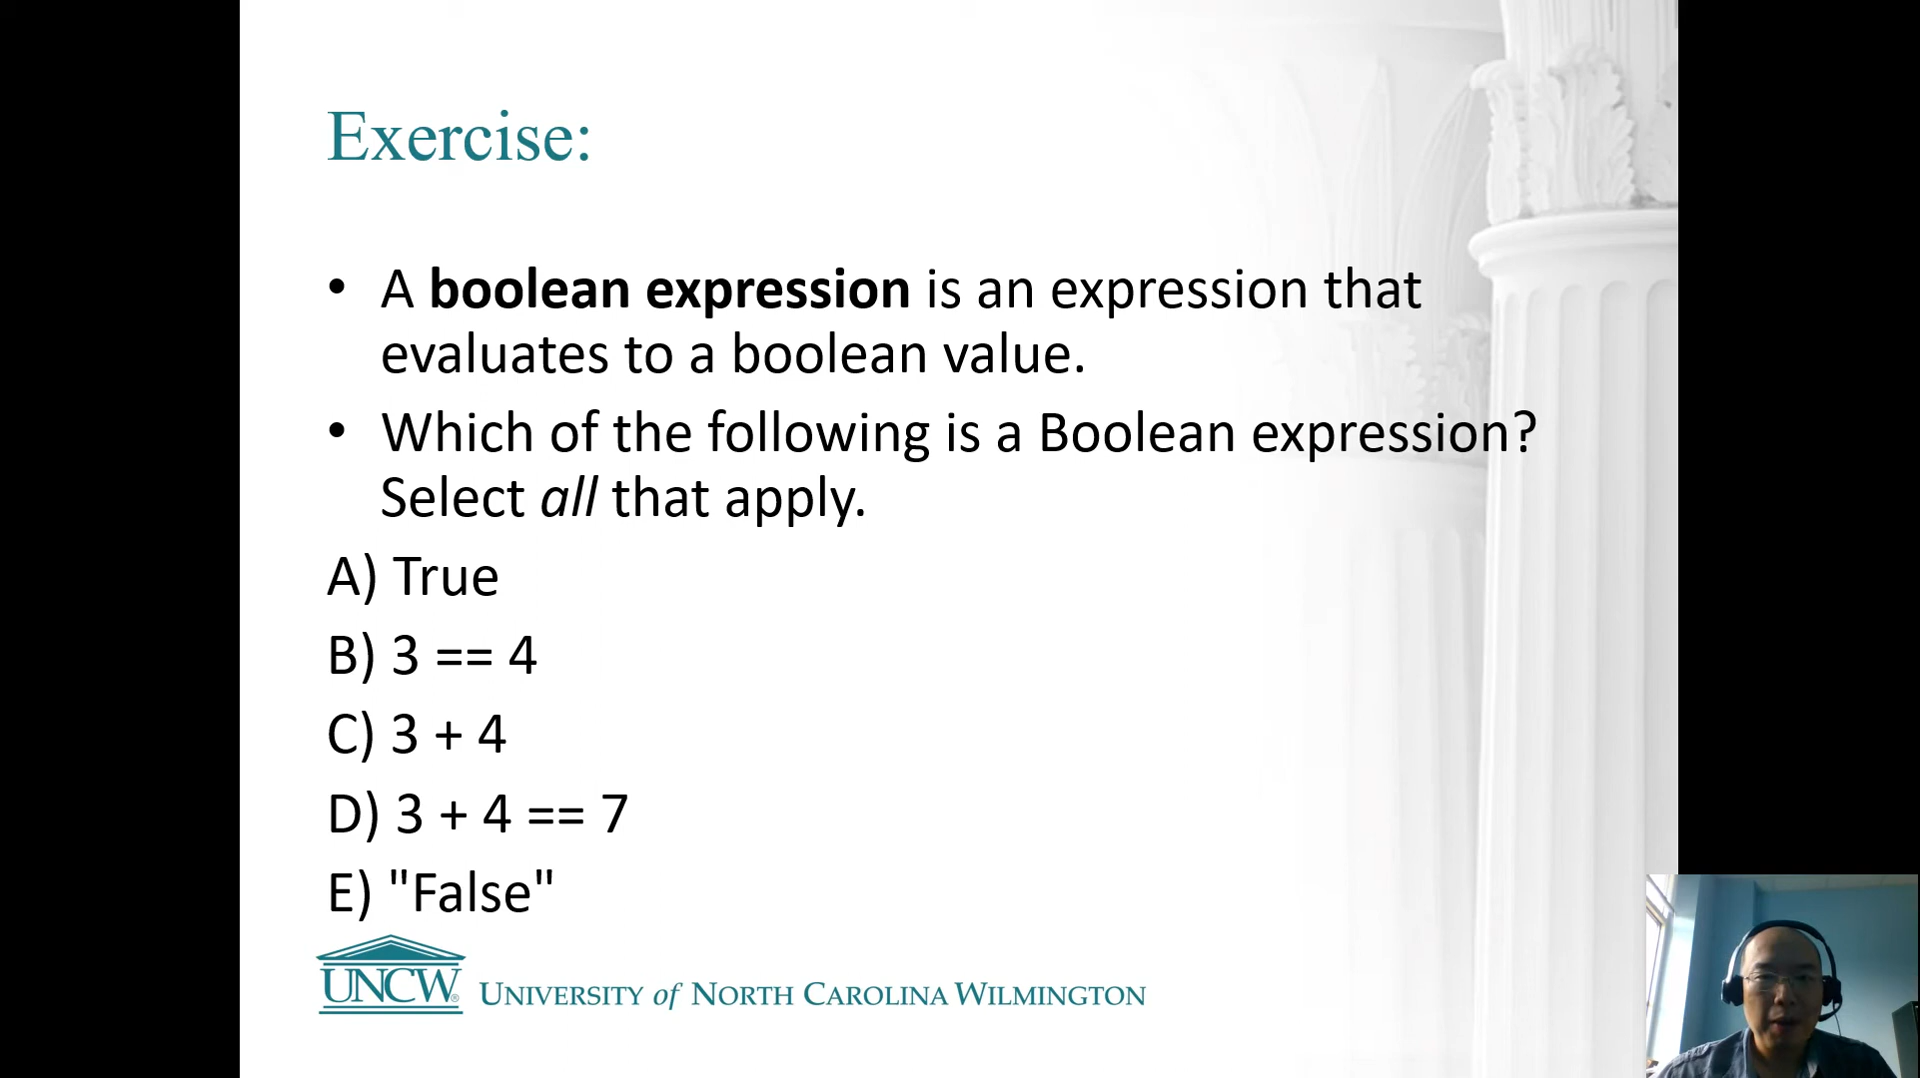 Exercise:
• A boolean expression is an expression that
evaluates to a boolean value.
• Which of the following is a Boolean expression?
Select all that apply.
A) True
B) 3 == 4
C) 3 + 4
D) 3 + 4 == 7
E) "False"
UNCW® UNIVERSITY of NORTH CAROLINA WILMINGTON